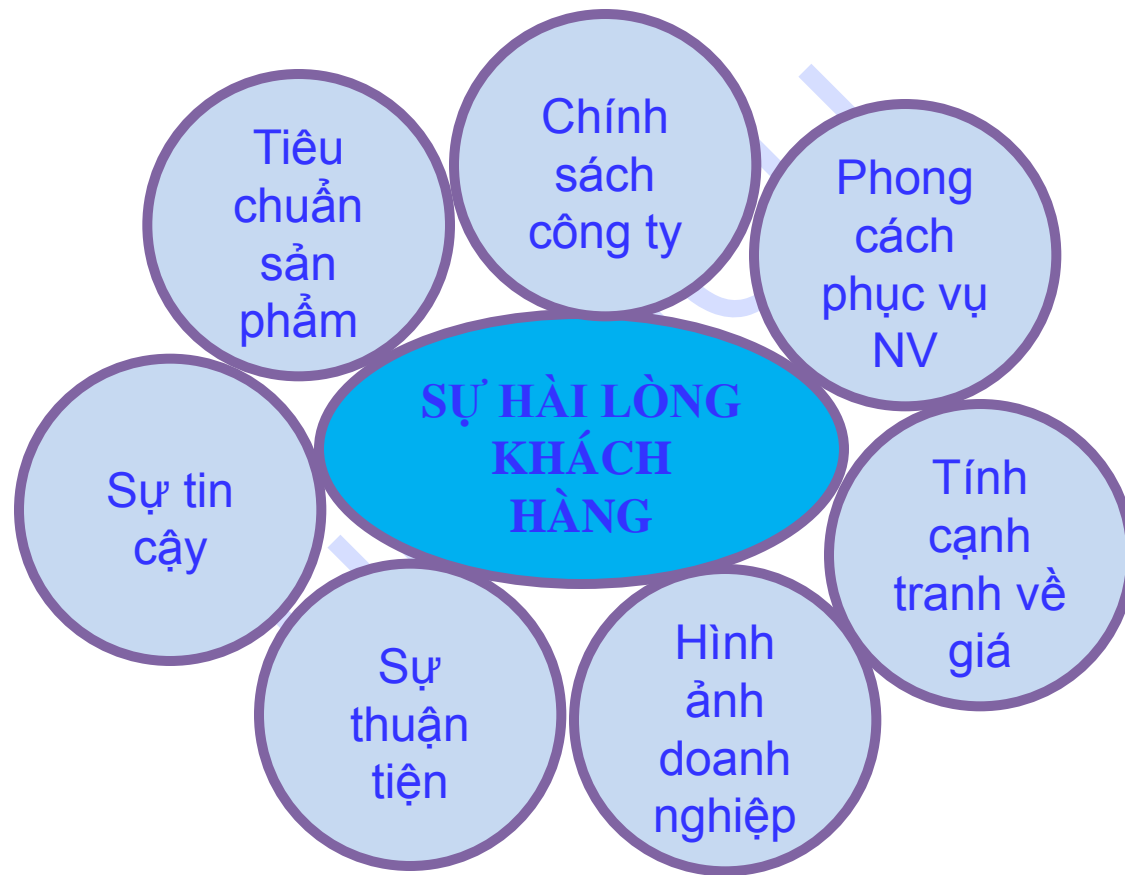 Chính
sách
công ty
Tiêu
chuẩn
sản
phẩm
Phong
cách
phục vụ
NV
SỰ HÀI LÒNG
KHÁCH
HÀNG
Sự tin
cậy
Tính
cạnh
tranh về
giá
Sự
thuận
tiện
Hình
ảnh
doanh
nghiệp